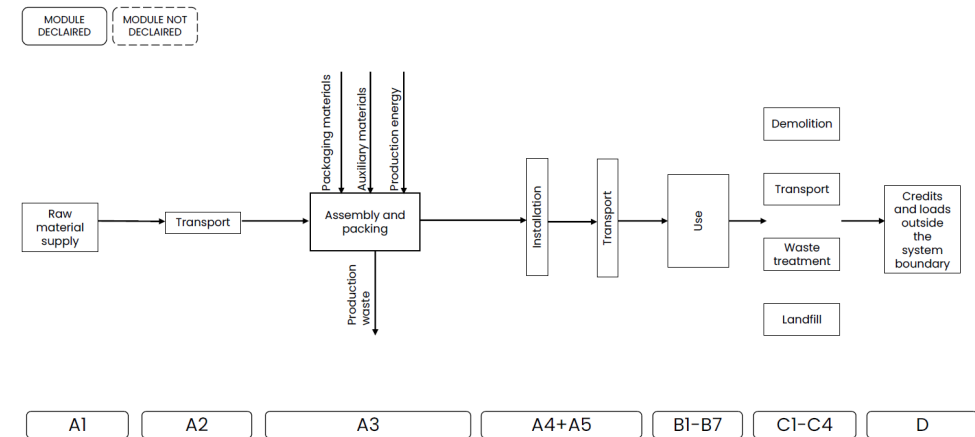 MODULE
DECLAIRED
MODULE NOT
DECLAIRED
Packaging materials
Auxiliary materials
Production energy
Raw
material
supply
Transport
Assembly and
packing
Production
waste
Installation
Transport
Use
Demolition
Transport
Waste
treatment
Landfill
Credits
and loads
outside
the
system
boundary
A1
A2
A3
A4+A5
B1-B7
C1-C4
D